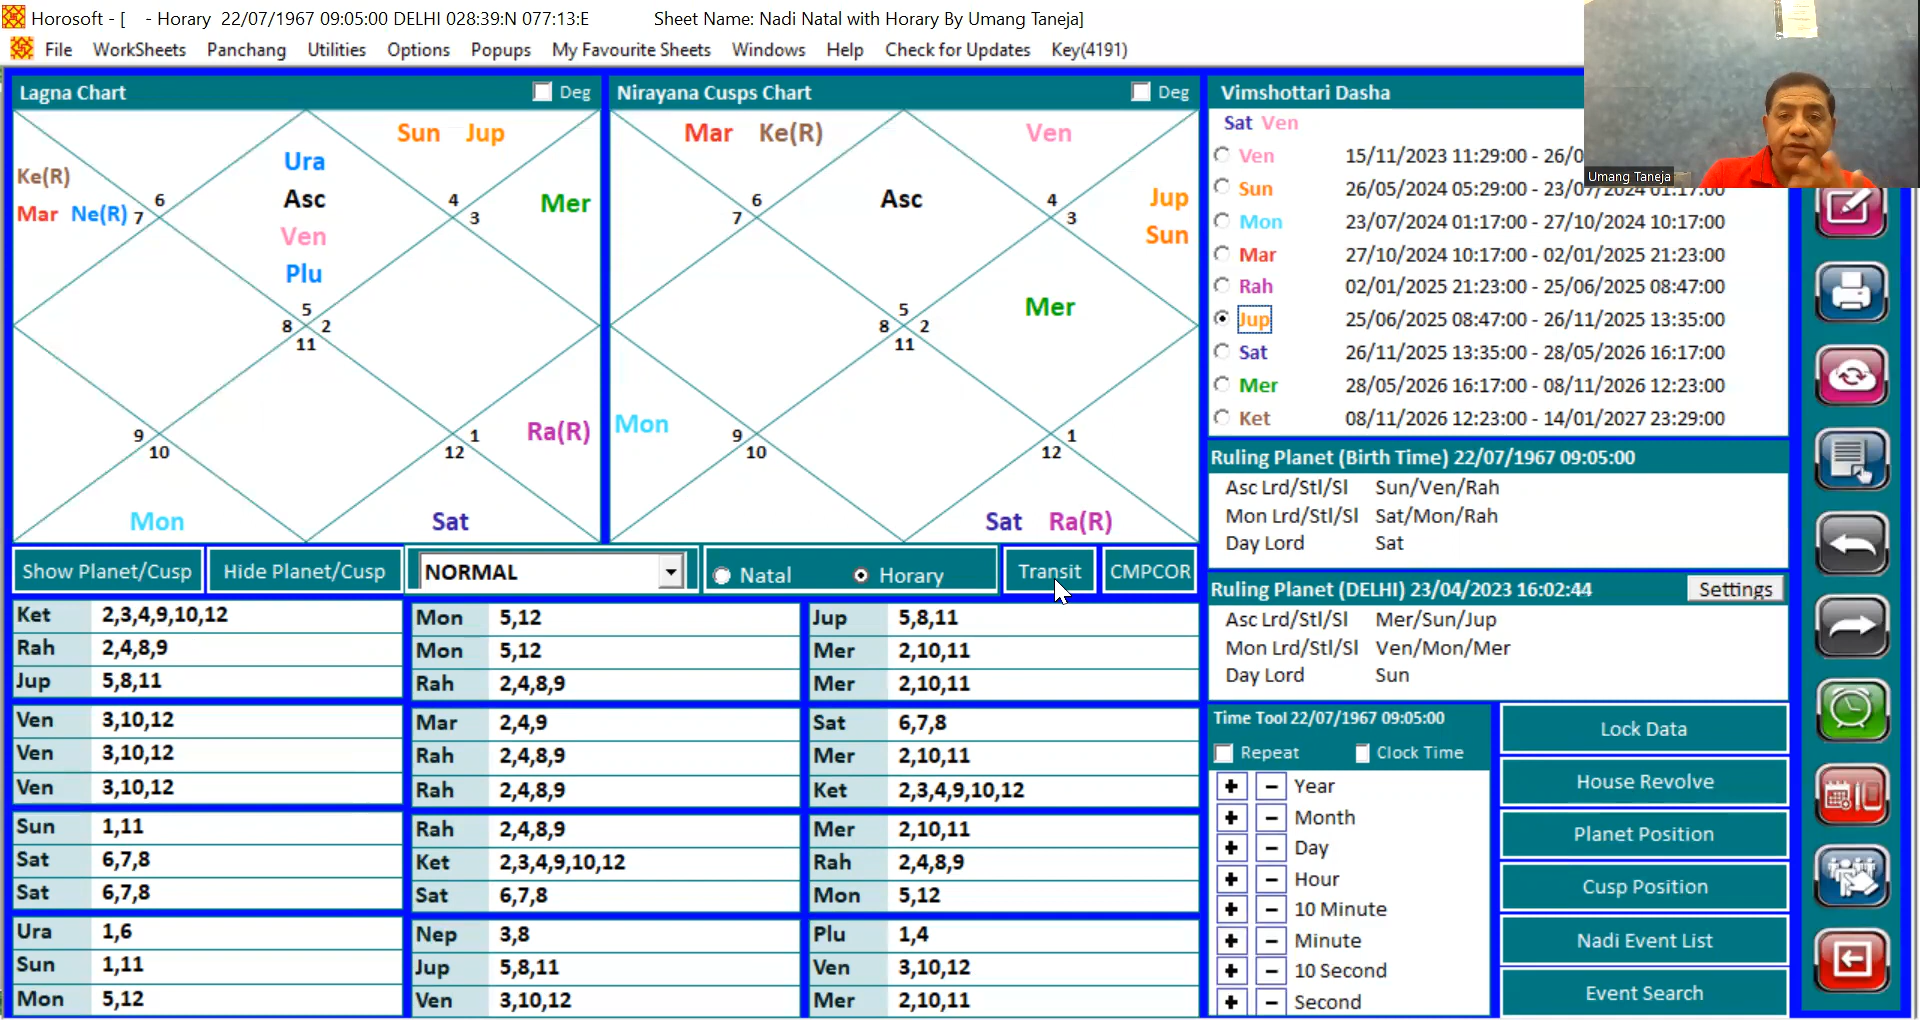 Horosoft - [    - Horary  22/07/1967 09:05:00 DELHI 028:39:N 077:13:E    Sheet Name: Nadi Natal with Horary By Umang Taneja]
File WorkSheets Panchang Utilities Options Popups My Favourite Sheets Windows Help Check for Updates Key(4191)
Lagna Chart Deg
Sun Jup
Ura
Ke(R)
Asc
6 4
Mer
Mar Ne(R) 7 3
Ven
Plu
5
8 2
11
9 1
Ra(R)
10 12
Mon Sat
Nirayana Cusps Chart Deg
Mar Ke(R) Ven
Asc
6 4
Jup
7 3
Sun
Mer
5
8 2
11
Mon
9 1
10 12
Sat Ra(R)
Vimshottari Dasha
Sat Ven
Ven 15/11/2023 11:29:00 - 26/0
Sun 26/05/2024 05:29:00 - 23/07/2024 01:17:00
Mon 23/07/2024 01:17:00 - 27/10/2024 10:17:00
Mar 27/10/2024 10:17:00 - 02/01/2025 21:23:00
Rah 02/01/2025 21:23:00 - 25/06/2025 08:47:00
Jup 25/06/2025 08:47:00 - 26/11/2025 13:35:00
Sat 26/11/2025 13:35:00 - 28/05/2026 16:17:00
Mer 28/05/2026 16:17:00 - 08/11/2026 12:23:00
Ket 08/11/2026 12:23:00 - 14/01/2027 23:29:00
Umang Taneja
Ruling Planet (Birth Time) 22/07/1967 09:05:00
Asc Lrd/Stl/Sl Sun/Ven/Rah
Mon Lrd/Stl/Sl Sat/Mon/Rah
Day Lord Sat
Show Planet/Cusp Hide Planet/Cusp NORMAL Natal Horary Transit CMPCOR
Ruling Planet (DELHI) 23/04/2023 16:02:44 Settings
Asc Lrd/Stl/Sl Mer/Sun/Jup
Mon Lrd/Stl/Sl Ven/Mon/Mer
Day Lord Sun
Ket 2,3,4,9,10,12
Rah 2,4,8,9
Jup 5,8,11
Mon 5,12
Mon 5,12
Rah 2,4,8,9
Jup 5,8,11
Mer 2,10,11
Mer 2,10,11
Ven 3,10,12
Ven 3,10,12
Ven 3,10,12
Mar 2,4,9
Rah 2,4,8,9
Rah 2,4,8,9
Sat 6,7,8
Mer 2,10,11
Ket 2,3,4,9,10,12
Sun 1,11
Sat 6,7,8
Sat 6,7,8
Rah 2,4,8,9
Ket 2,3,4,9,10,12
Sat 6,7,8
Mer 2,10,11
Rah 2,4,8,9
Mon 5,12
Ura 1,6
Sun 1,11
Mon 5,12
Nep 3,8
Jup 5,8,11
Ven 3,10,12
Plu 1,4
Ven 3,10,12
Mer 2,10,11
Time Tool 22/07/1967 09:05:00
Repeat Clock Time
+ - Year
+ - Month
+ - Day
+ - Hour
+ - 10 Minute
+ - Minute
+ - 10 Second
+ - Second
Lock Data
House Revolve
Planet Position
Cusp Position
Nadi Event List
Event Search